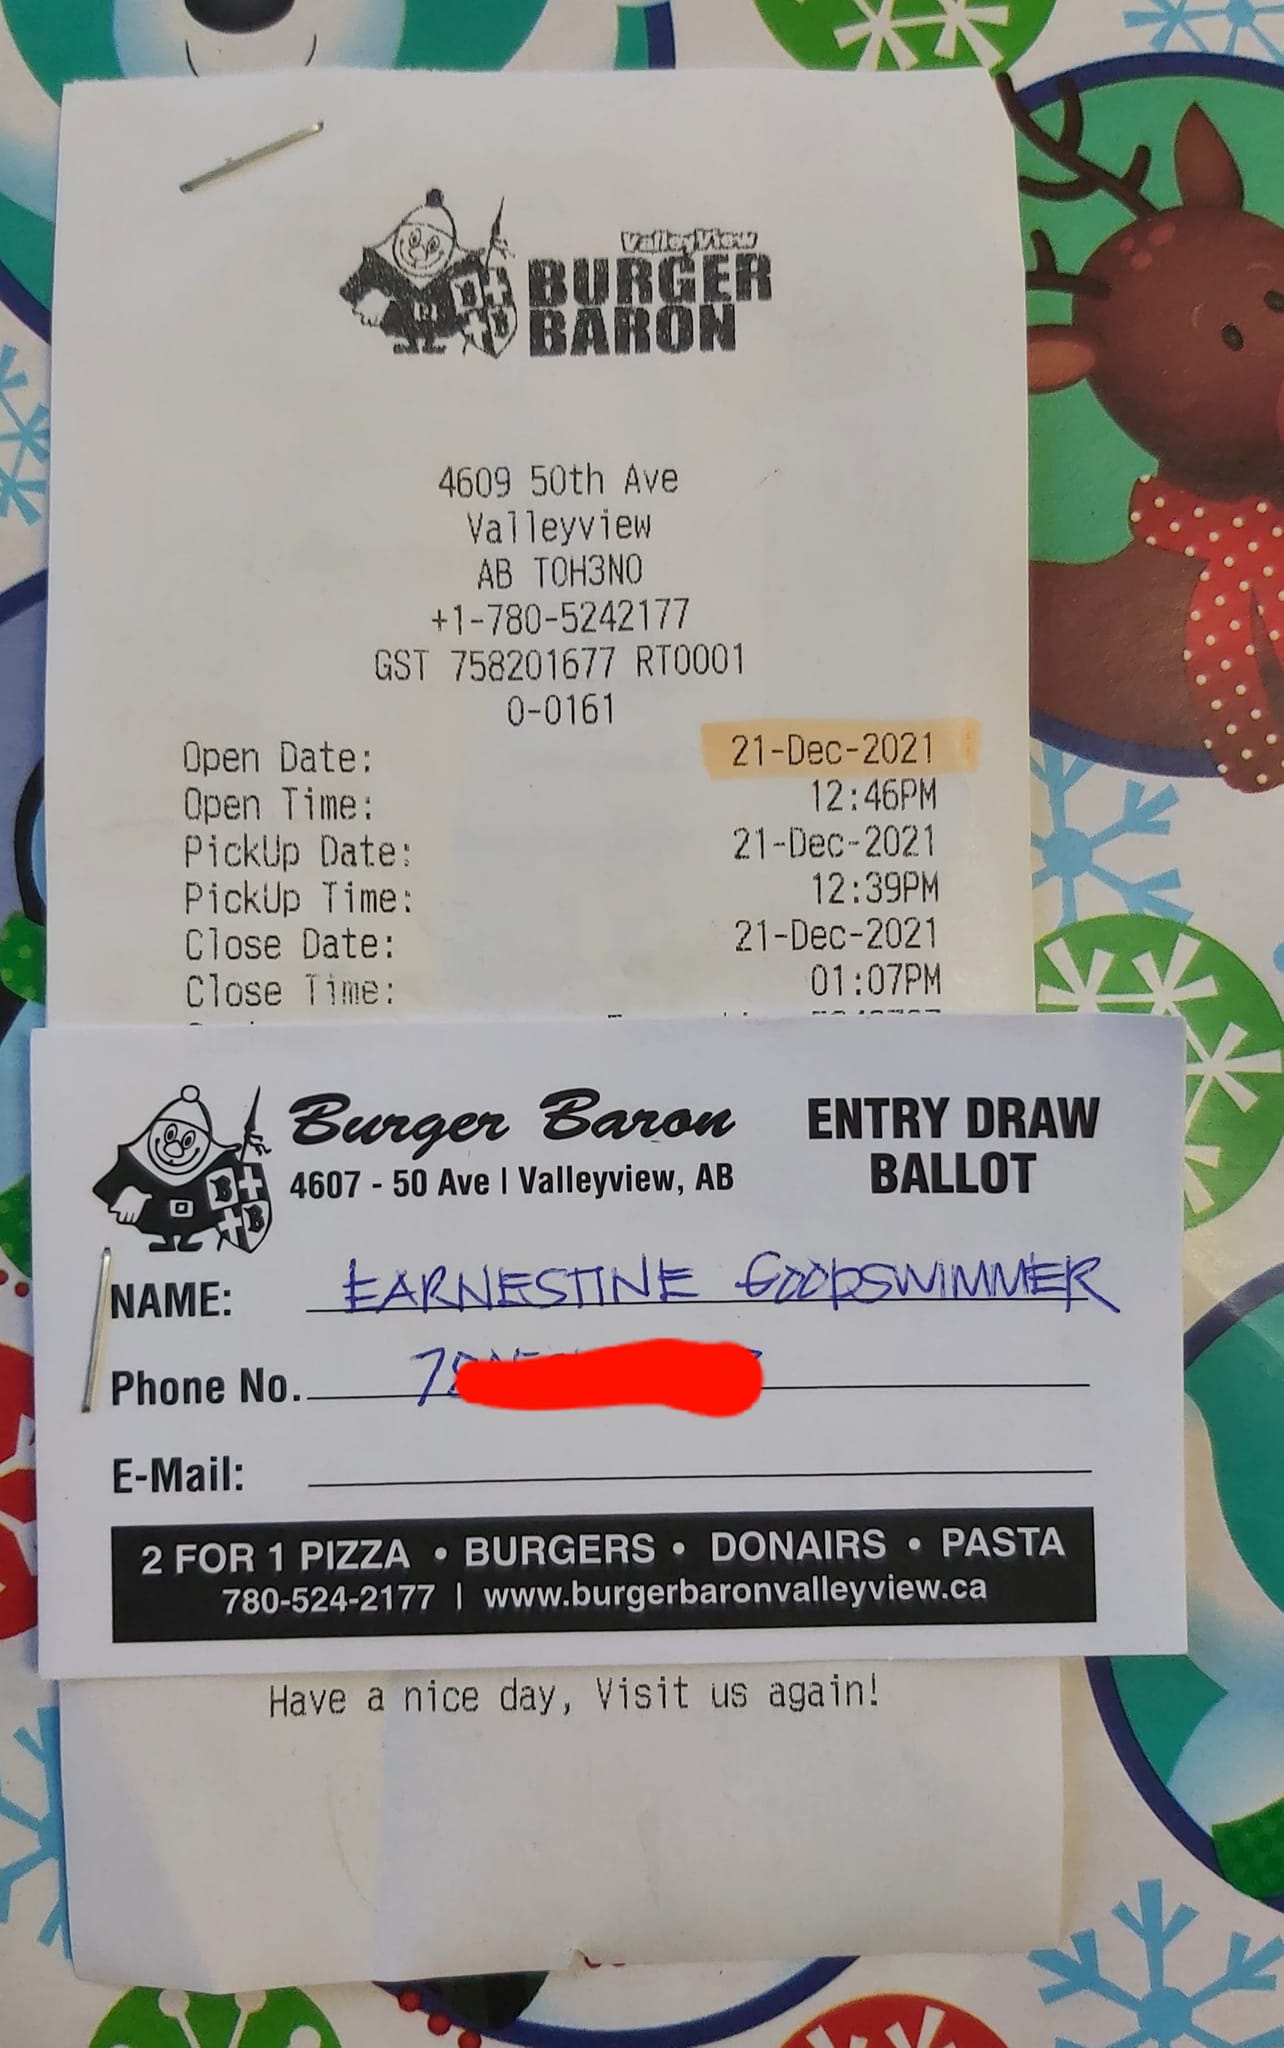 ValleyView
BURGER
BARON
4609 50th Ave
Valleyview
AB T0H3N0
+1-780-5242177
GST 758201677 RT0001
0-0161
Open Date: 21-Dec-2021
Open Time: 12:46PM
PickUp Date: 21-Dec-2021
PickUp Time: 12:39PM
Close Date: 21-Dec-2021
Close Time: 01:07PM
Burger Baron
4607 - 50 Ave | Valleyview, AB
ENTRY DRAW
BALLOT
NAME: EARNESTINE GOODSWIMMER
Phone No.
E-Mail:
2 FOR 1 PIZZA • BURGERS • DONAIRS • PASTA
780-524-2177 | www.burgerbaronvalleyview.ca
Have a nice day, Visit us again!